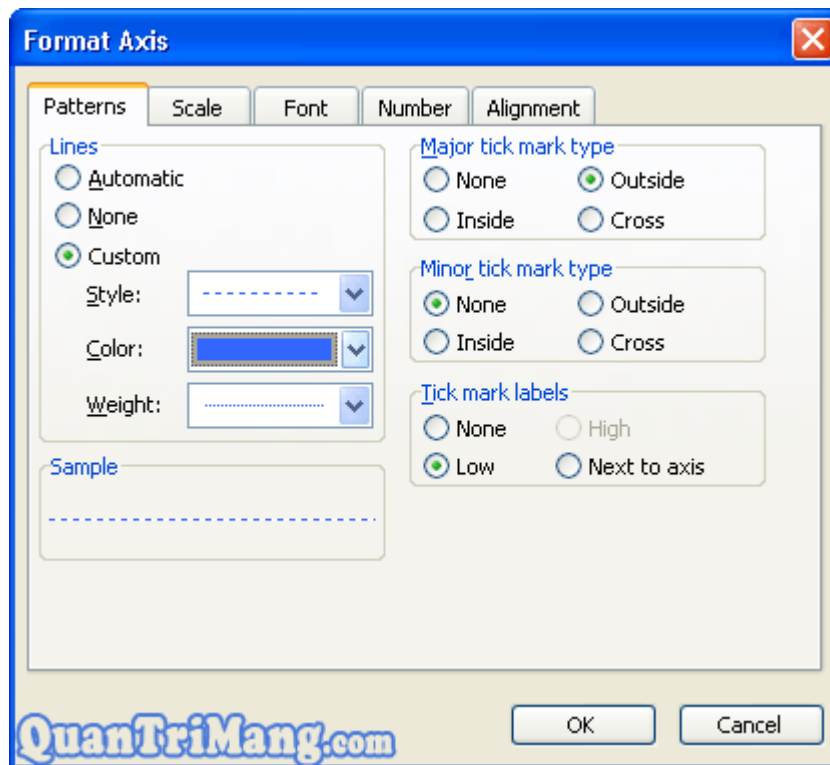 Format Axis
Patterns Scale Font Number Alignment
Lines
Automatic
None
Custom
Style:
Color:
Weight:
Sample
Major tick mark type
None Outside
Inside Cross
Minor tick mark type
None Outside
Inside Cross
Tick mark labels
None High
Low Next to axis
OK Cancel
QuanTriMang.com